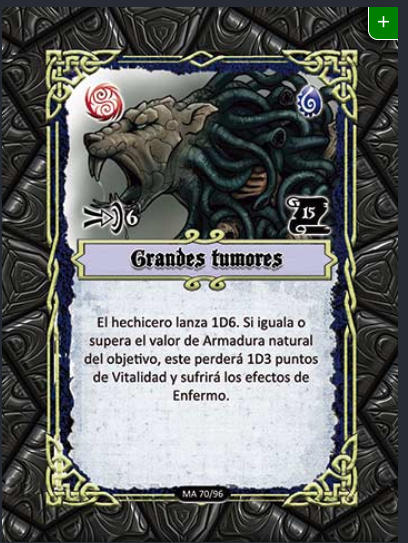 +
6
15
Grandes tumores
El hechicero lanza 1D6. Si iguala o
supera el valor de Armadura natural
del objetivo, este perderá 1D3 puntos
de Vitalidad y sufrirá los efectos de
Enfermo.
MA 70/96